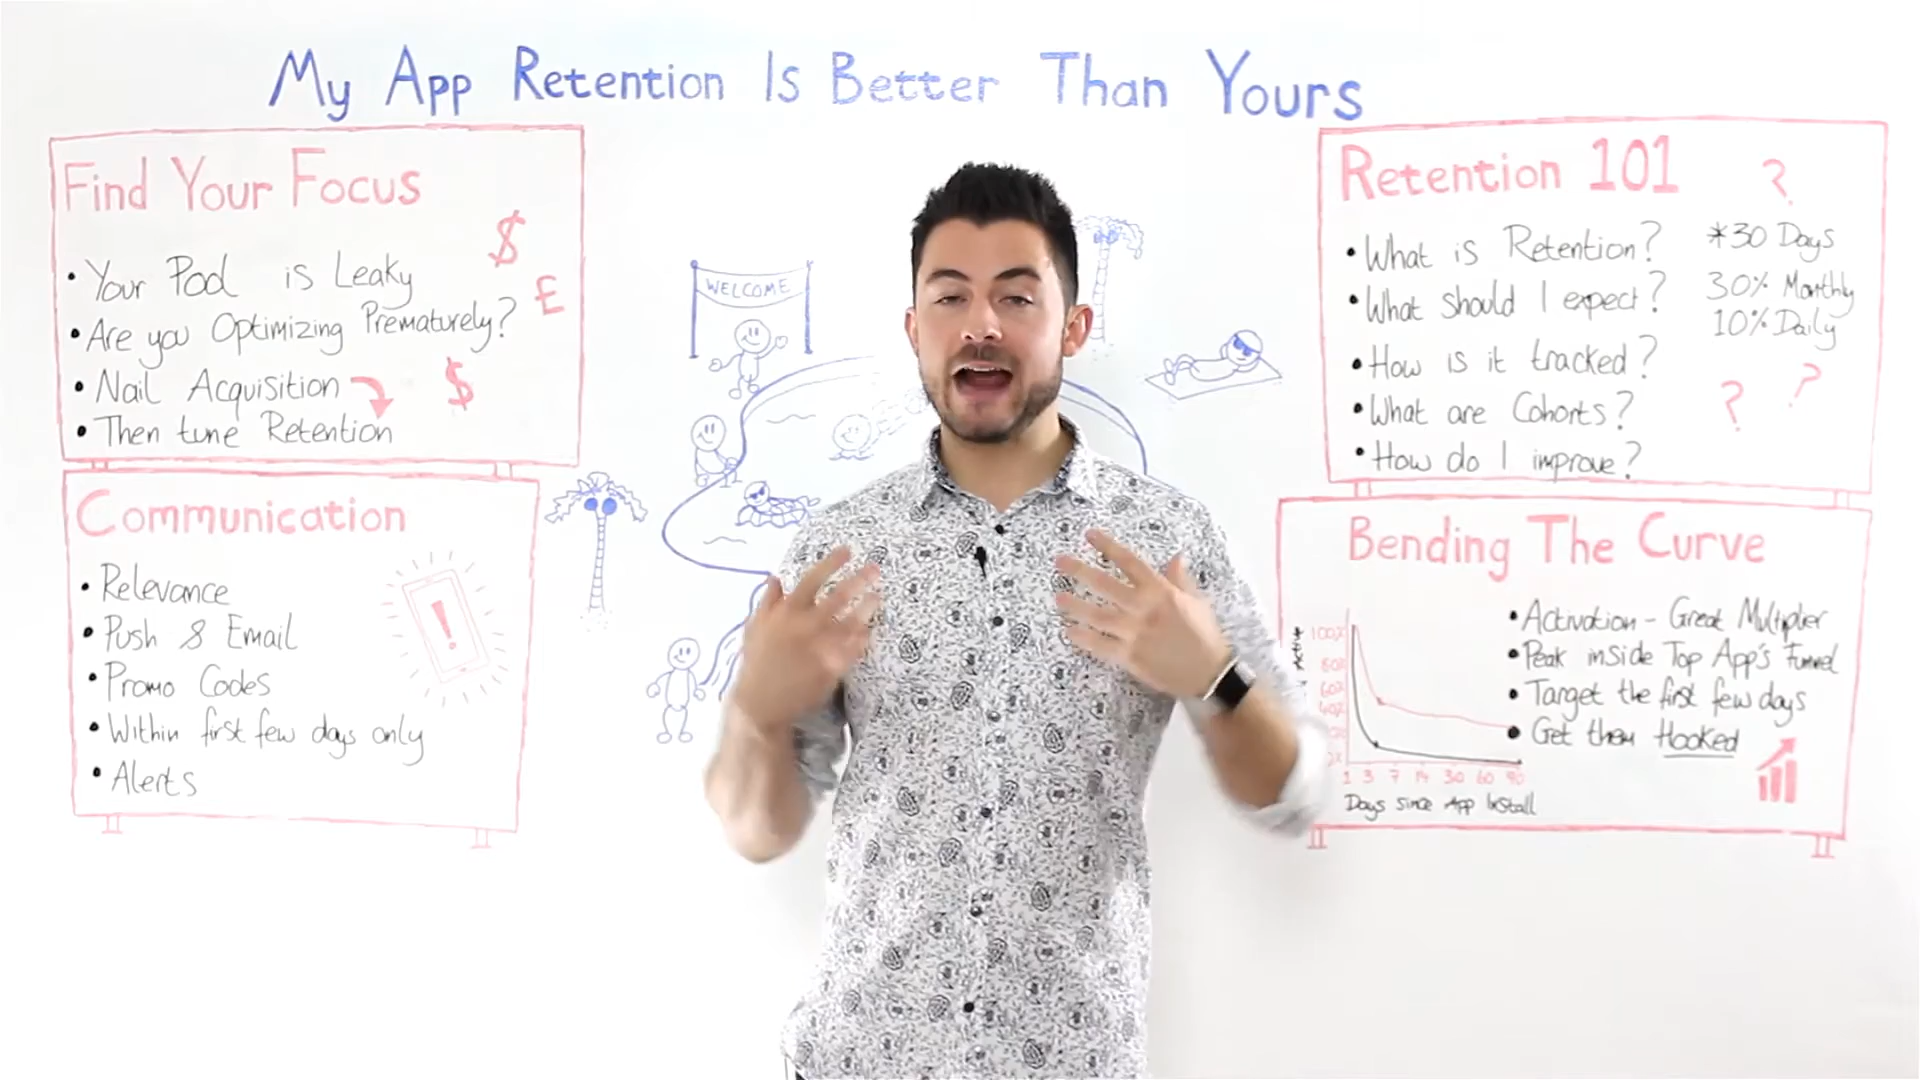 My App Retention Is Better Than Yours
Find Your Focus
$
• Your Pool is Leaky
£
• Are you Optimizing Prematurely?
• Nail Acquisition
$
• Then tune Retention
Communication
• Relevance
• Push & Email
• Promo Codes
• Within first few days only
• Alerts
!
WELCOME
Retention 101
?
• What is Retention?
*30 Days
• What should I expect?
30% Monthly
10% Daily
• How is it tracked?
?
• What are Cohorts?
?
• How do I improve?
Bending The Curve
• Activation - Great Multiplier
• Peak inside Top App's Funnel
• Target the first few days
• Get them Hooked
100%
80%
60%
40%
1 3 7 14 30 60 90
Days Since App Install